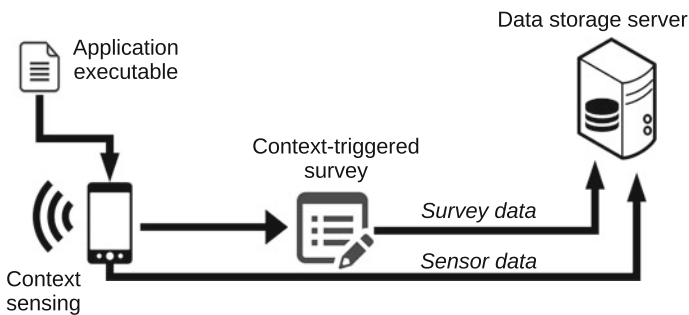 Data storage server
Application
executable
Context-triggered
survey
Survey data
Sensor data
Context
sensing